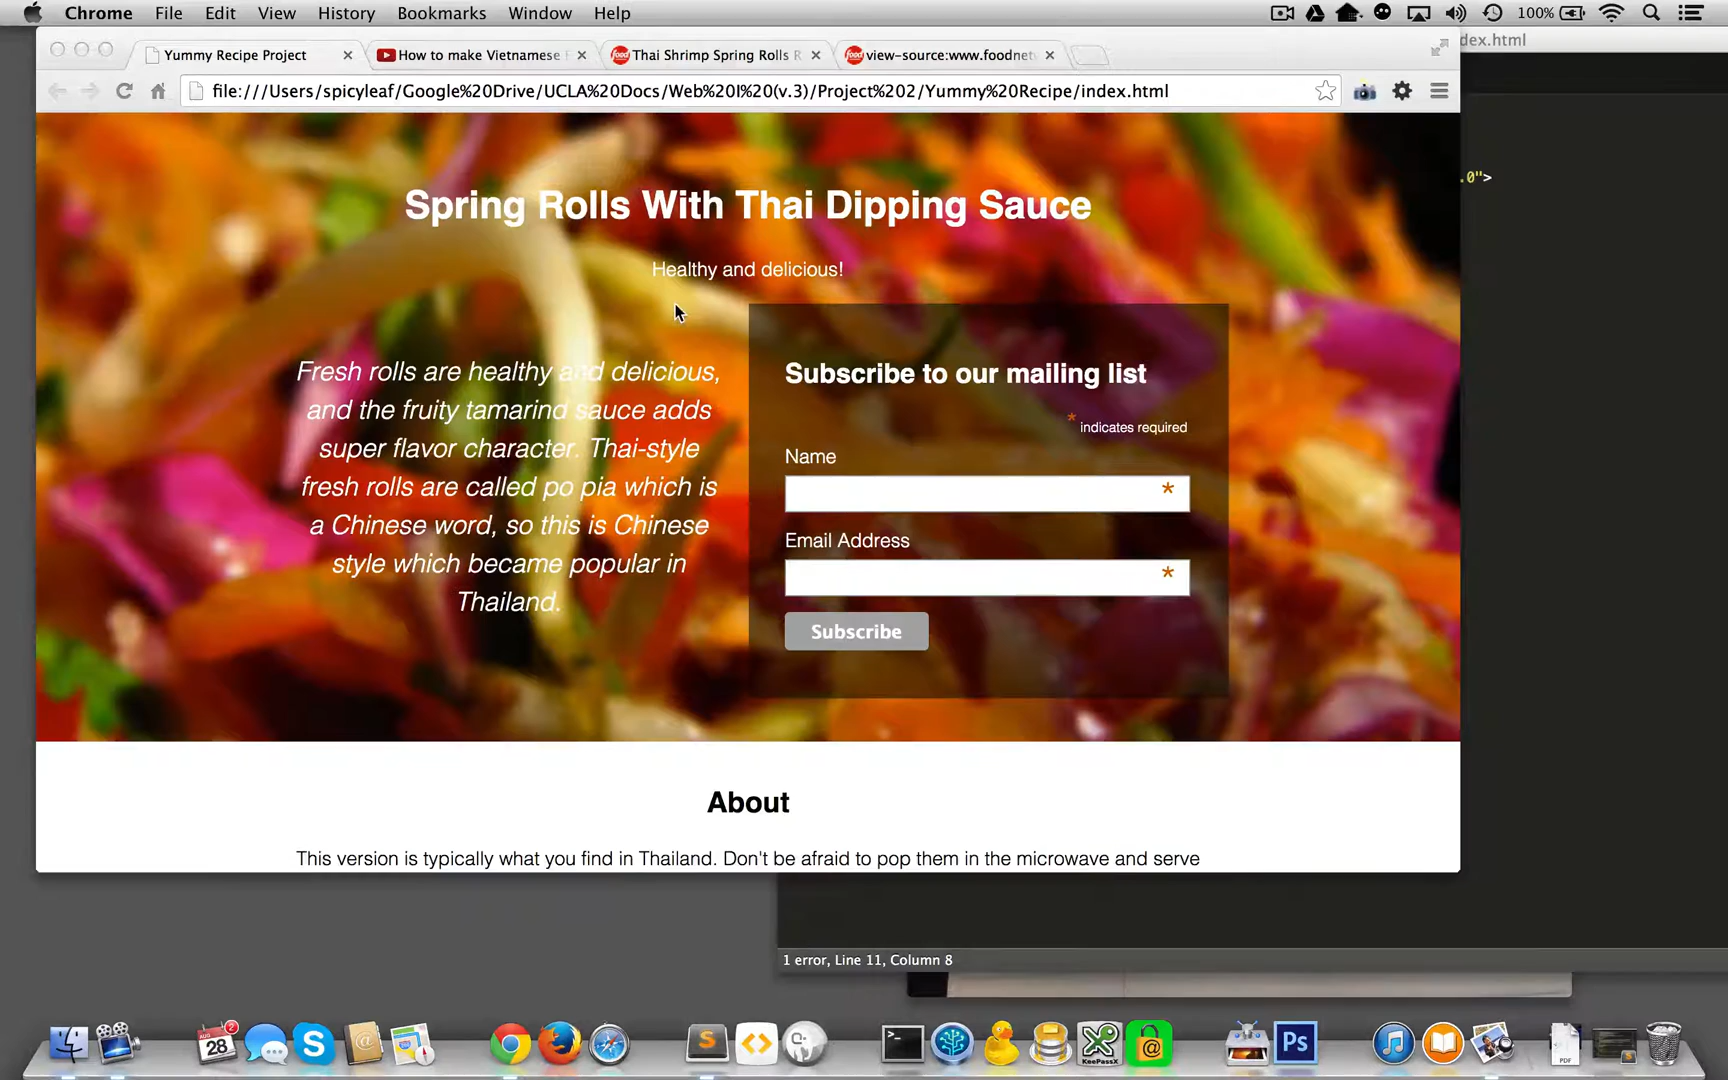 Chrome File Edit View History Bookmarks Window Help 100%
dex.html
Yummy Recipe Project How to make Vietnamese Thai Shrimp Spring Rolls R view-source:www.foodnet
file:///Users/spicyleaf/Google%20Drive/UCLA%20Docs/Web%20I%20(v.3)/Project%202/Yummy%20Recipe/index.html
.0">
Spring Rolls With Thai Dipping Sauce
Healthy and delicious!
Fresh rolls are healthy and delicious,
and the fruity tamarind sauce adds
super flavor character. Thai-style
fresh rolls are called po pia which is
a Chinese word, so this is Chinese
style which became popular in
Thailand.
Subscribe to our mailing list
* indicates required
Name
*
Email Address
*
Subscribe
About
This version is typically what you find in Thailand. Don't be afraid to pop them in the microwave and serve
1 error, Line 11, Column 8
AUG
28
2
S
@
S
KeePassX
@
Ps
PDF